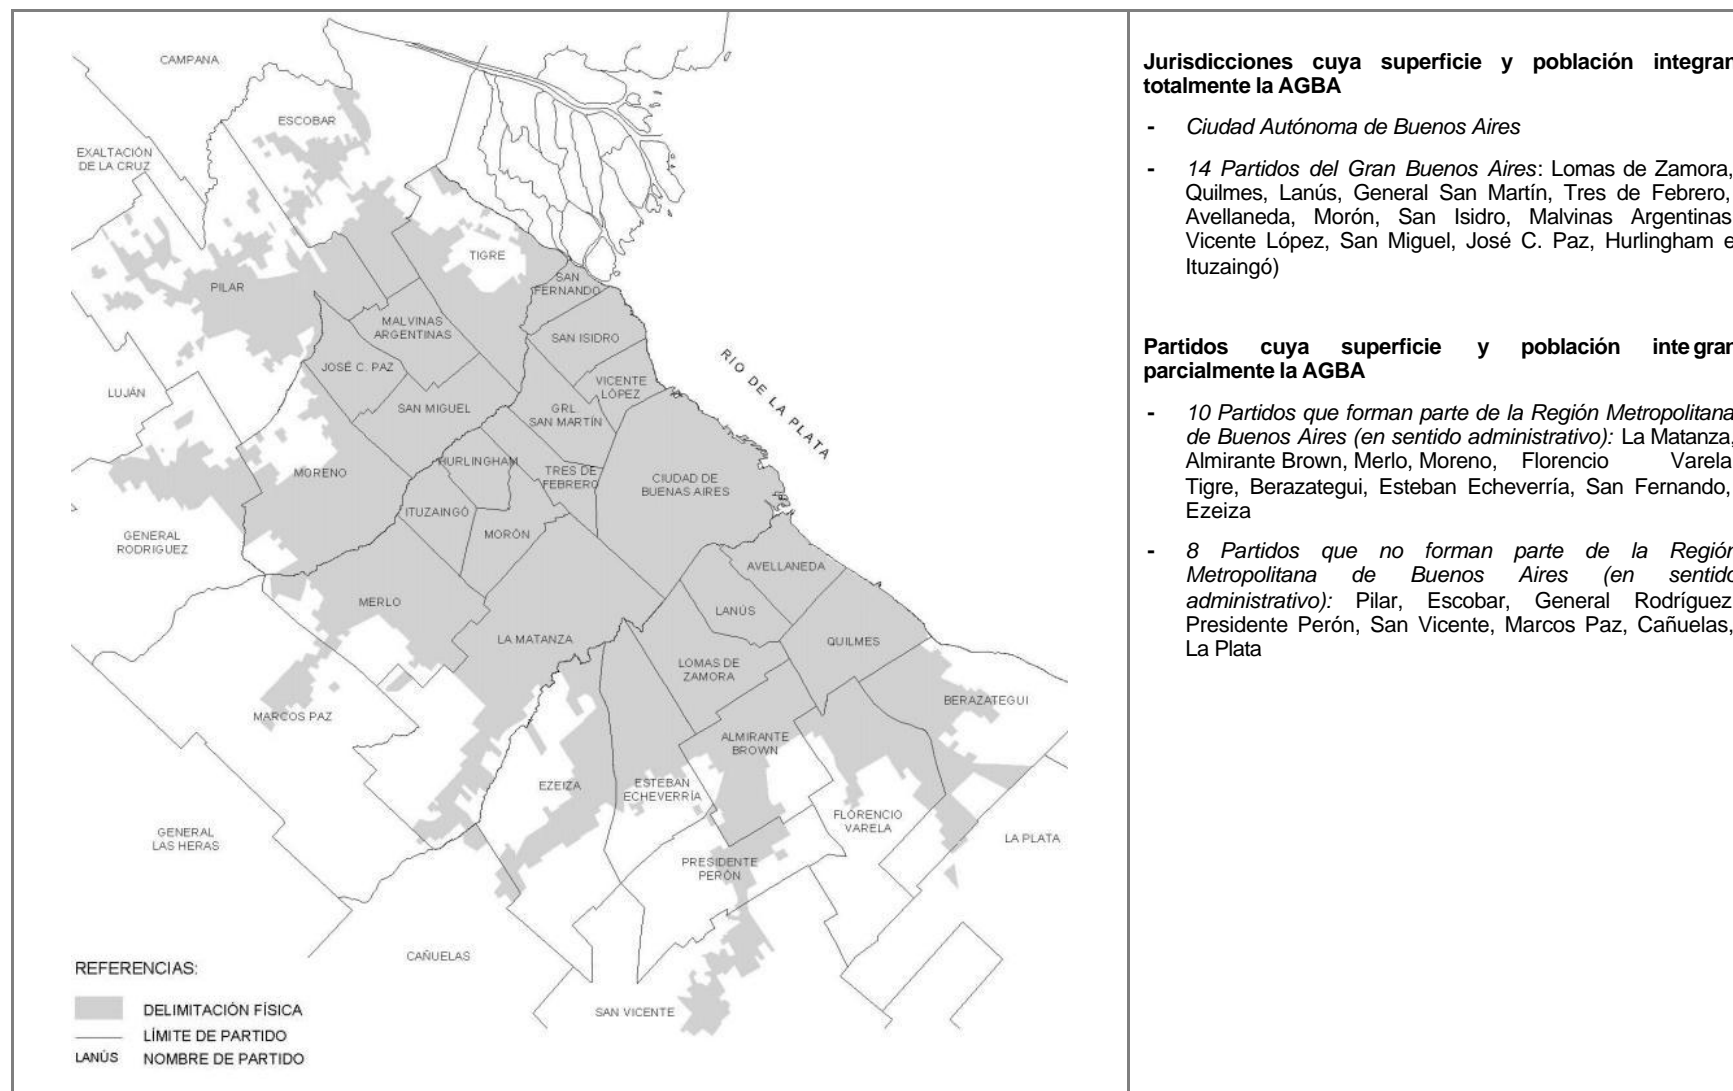 CAMPANA
ESCOBAR
EXALTACIÓN
DE LA CRUZ
TIGRE
SAN
FERNANDO
PILAR
MALVINAS
ARGENTINAS
SAN ISIDRO
JOSÉ C. PAZ
VICENTE
LÓPEZ
RIO DE LA PLATA
LUJÁN
SAN MIGUEL
GRL.
SAN MARTÍN
HURLINGHAM
TRES DE
FEBRERO
MORENO
CIUDAD DE
BUENAS AIRES
ITUZAINGÓ
MORÓN
GENERAL
RODRIGUEZ
AVELLANEDA
MERLO
LANÚS
LA MATANZA
QUILMES
LOMAS DE
ZAMORA
BERAZATEGUI
MARCOS PAZ
ALMIRANTE
BROWN
EZEIZA
ESTEBAN
ECHEVERRÍA
FLORENCIO
VARELA
GENERAL
LAS HERAS
LA PLATA
PRESIDENTE
PERÓN
CAÑUELAS
SAN VICENTE
REFERENCIAS:
DELIMITACIÓN FÍSICA
LÍMITE DE PARTIDO
LANÚS NOMBRE DE PARTIDO
Jurisdicciones cuya superficie y población integran
totalmente la AGBA
- Ciudad Autónoma de Buenos Aires
- 14 Partidos del Gran Buenos Aires: Lomas de Zamora,
Quilmes, Lanús, General San Martín, Tres de Febrero,
Avellaneda, Morón, San Isidro, Malvinas Argentinas
Vicente López, San Miguel, José C. Paz, Hurlingham e
Ituzaingó)
Partidos cuya superficie y población inte gran
parcialmente la AGBA
- 10 Partidos que forman parte de la Región Metropolitana
de Buenos Aires (en sentido administrativo): La Matanza,
Almirante Brown, Merlo, Moreno, Florencio Varela
Tigre, Berazategui, Esteban Echeverría, San Fernando,
Ezeiza
- 8 Partidos que no forman parte de la Región
Metropolitana de Buenos Aires (en sentido
administrativo): Pilar, Escobar, General Rodríguez
Presidente Perón, San Vicente, Marcos Paz, Cañuelas,
La Plata